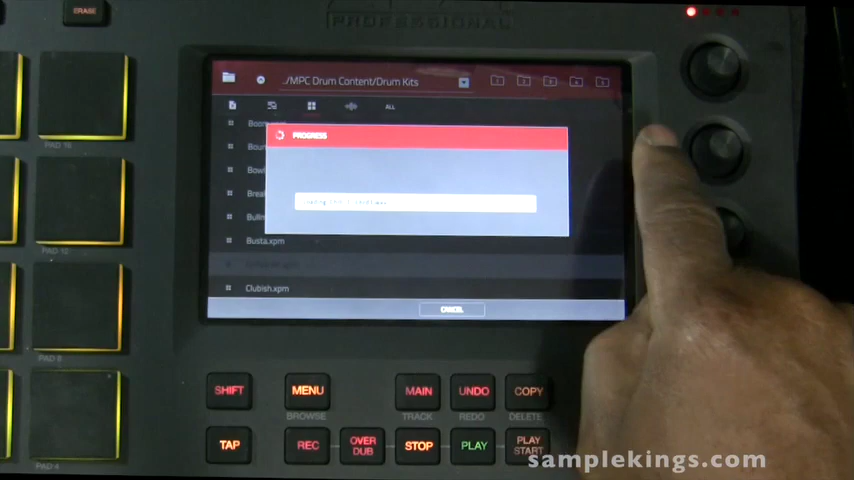 ERASE
PROFESSIONAL
../MPC Drum Content/Drum Kits
ALL
PROGRESS
Busta.xpm
Clubish.xpm
CANCEL
PAD 12
PAD 8
PAD 4
SHIFT
MENU
MAIN
UNDO
COPY
BROWSE
TRACK
REDO
DELETE
TAP
REC
OVER DUB
STOP
PLAY
PLAY START
samplekings.com